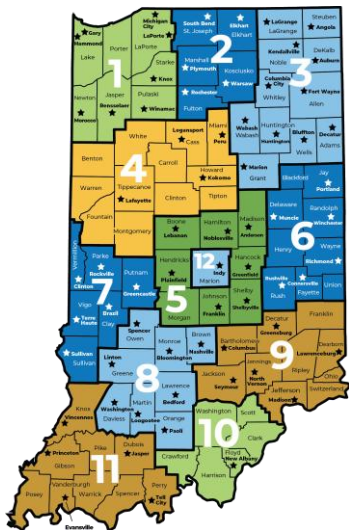 Michigan
City
South Bend
St. Joseph
Elkhart
Elkhart
LaGrange
LaGrange
Steuben
Angola
Gary
Hammond
Porter
LaPorte
LaPorte
Lake
1
Starke
Knox
2
Marshall
Plymouth
Kosciusko
Warsaw
Kendallville
Noble
DeKalb
Auburn
3
Columbia
City
Whitley
Fort Wayne
Allen
Newton
Jasper
Rensselaer
Pulaski
Winamac
Morocco
Rochester
Fulton
Wabash
Wabash
Huntington
Huntington
Bluffton
Wells
Decatur
Adams
White
Logansport
Cass
Miami
Peru
Marion
Grant
Benton
Carroll
4
Howard
Kokomo
Blackford
Jay
Portland
Warren
Tippecanoe
Lafayette
Clinton
Tipton
Delaware
Muncie
Randolph
Winchester
Fountain
Montgomery
Boone
Lebanon
Hamilton
Noblesville
Madison
Anderson
6
Henry
Wayne
Richmond
Vermillion
Parke
Rockville
Putnam
Greencastle
Hendricks
Plainfield
12
Indy
Marion
Hancock
Greenfield
Rushville
Rush
Connersville
Fayette
Union
Clinton
7
5
Vigo
Terre
Haute
Brazil
Clay
Morgan
Johnson
Franklin
Shelby
Shelbyville
Decatur
Greensburg
Franklin
Sullivan
Sullivan
Spencer
Owen
Monroe
Bloomington
Brown
Nashville
Bartholomew
Columbus
9
Dearborn
Lawrenceburg
Linton
Greene
8
Jennings
North
Vernon
Ripley
Ohio
Switzerland
Lawrence
Bedford
Jackson
Seymour
Jefferson
Madison
Knox
Vincennes
Washington
Daviess
Martin
Loogootee
Orange
Paoli
Washington
Scott
10
Clark
Floyd
New Albany
Harrison
Crawford
Princeton
Gibson
Pike
Dubois
Jasper
11
Posey
Vanderburgh
Warrick
Spencer
Perry
Tell
City
Evansville